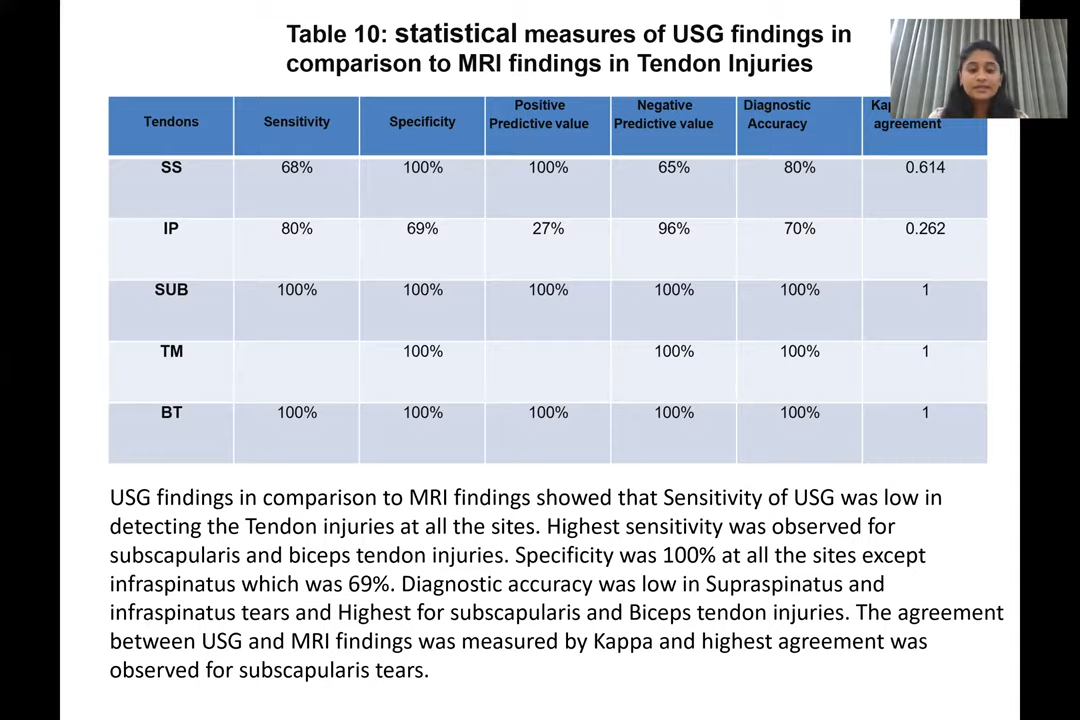 Table 10: statistical measures of USG findings in
comparison to MRI findings in Tendon Injuries
Tendons Sensitivity Specificity Positive Predictive value Negative Predictive value Diagnostic Accuracy agreement
SS 68% 100% 100% 65% 80% 0.614
IP 80% 69% 27% 96% 70% 0.262
SUB 100% 100% 100% 100% 100% 1
TM 100% 100% 100% 1
BT 100% 100% 100% 100% 100% 1
USG findings in comparison to MRI findings showed that Sensitivity of USG was low in
detecting the Tendon injuries at all the sites. Highest sensitivity was observed for
subscapularis and biceps tendon injuries. Specificity was 100% at all the sites except
infraspinatus which was 69%. Diagnostic accuracy was low in Supraspinatus and
infraspinatus tears and Highest for subscapularis and Biceps tendon injuries. The agreement
between USG and MRI findings was measured by Kappa and highest agreement was
observed for subscapularis tears.